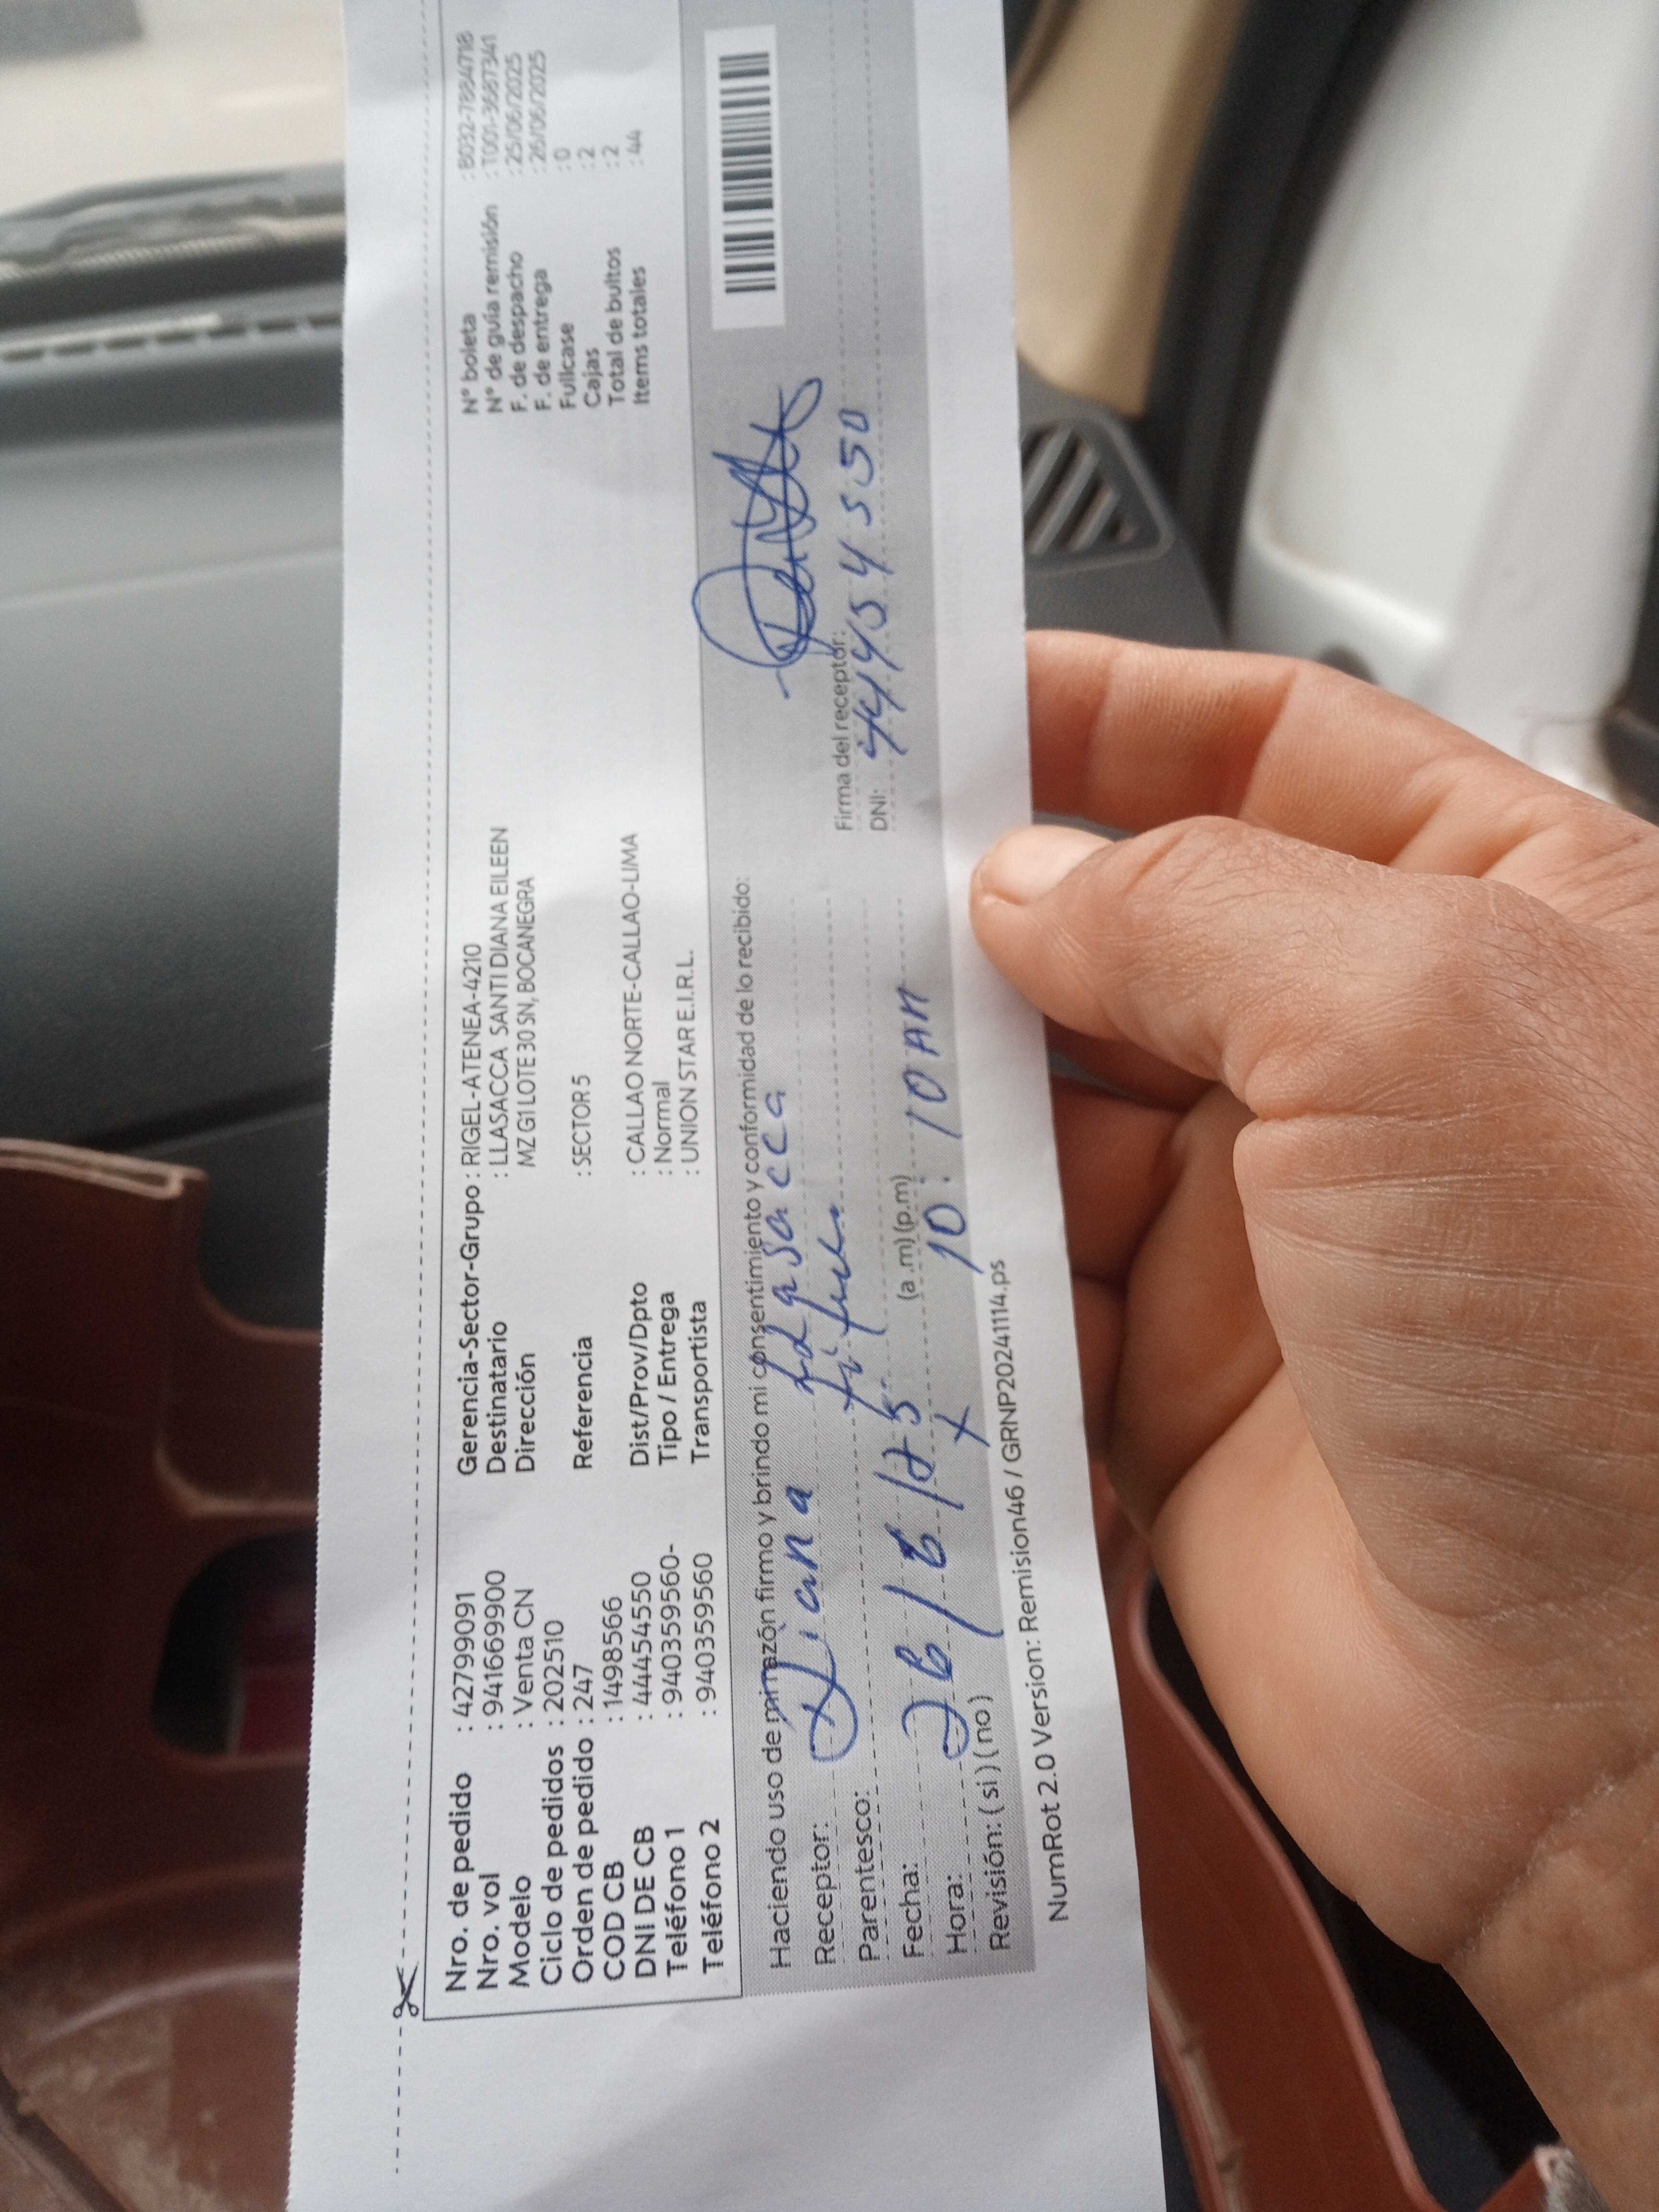 Nro. de pedido : 42799091
Nro. vol : 941669900
Modelo : Venta CN
Ciclo de pedidos : 202510
Orden de pedido : 247
COD CB : 1498566
DNI DE CB : 44454550
Teléfono 1 : 940359560-
Teléfono 2 : 940359560
Gerencia-Sector-Grupo : RIGEL-ATENEA-4210
Destinatario : LLASACCA SANTI DIANA EILEEN
Dirección MZ G1 LOTE 30 SN, BOCANEGRA
Referencia : SECTOR 5
Dist/Prov/Dpto : CALLAO NORTE-CALLAO-LIMA
Tipo / Entrega : Normal
Transportista : UNION STAR E.I.R.L.
N° boleta : B032-7884718
N° de guía remisión : T001-3687341
F. de despacho : 25/06/2025
F. de entrega : 26/06/2025
Fullcase : 0
Cajas : 2
Total de bultos : 2
Items totales : 44
Haciendo uso de mi razón firmo y brindo mi consentimiento y conformidad de lo recibido:
Receptor: Diana
Parentesco:
Fecha: 26/6/25
Hora: (a .m) (p.m) 10:10 AM
Revisión: ( si ) ( no ) x
Firma del receptor:
DNI: 44454550
NumRot 2.0 Version: Remision46 / GRNP20241114.ps